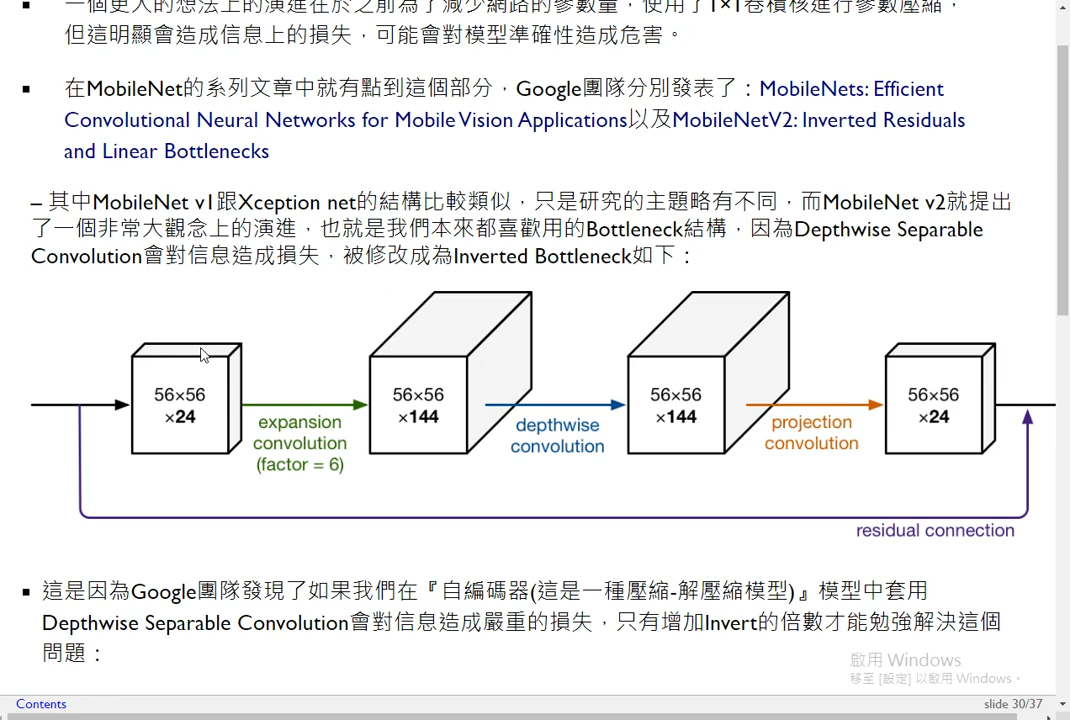 一個更大的想法上的演進在於之前為了減少網路的參數量，使用了1×1卷積核進行參數壓縮，
但這明顯會造成信息上的損失，可能會對模型準確性造成危害。
在MobileNet的系列文章中就有點到這個部分，Google團隊分別發表了：MobileNets: Efficient
Convolutional Neural Networks for Mobile Vision Applications以及MobileNetV2: Inverted Residuals
and Linear Bottlenecks
– 其中MobileNet v1跟Xception net的結構比較類似，只是研究的主題略有不同，而MobileNet v2就提出
了一個非常大觀念上的演進，也就是我們本來都喜歡用的Bottleneck結構，因為Depthwise Separable
Convolution會對信息造成損失，被修改成為Inverted Bottleneck如下：
56×56
×24
expansion
convolution
(factor = 6)
56×56
×144
depthwise
convolution
56×56
×144
projection
convolution
56×56
×24
residual connection
這是因為Google團隊發現了如果我們在『自編碼器(這是一種壓縮-解壓縮模型)』模型中套用
Depthwise Separable Convolution會對信息造成嚴重的損失，只有增加Invert的倍數才能勉強解決這個
問題：
啟用 Windows
移至 [設定] 以啟用 Windows。
Contents
slide 30/37